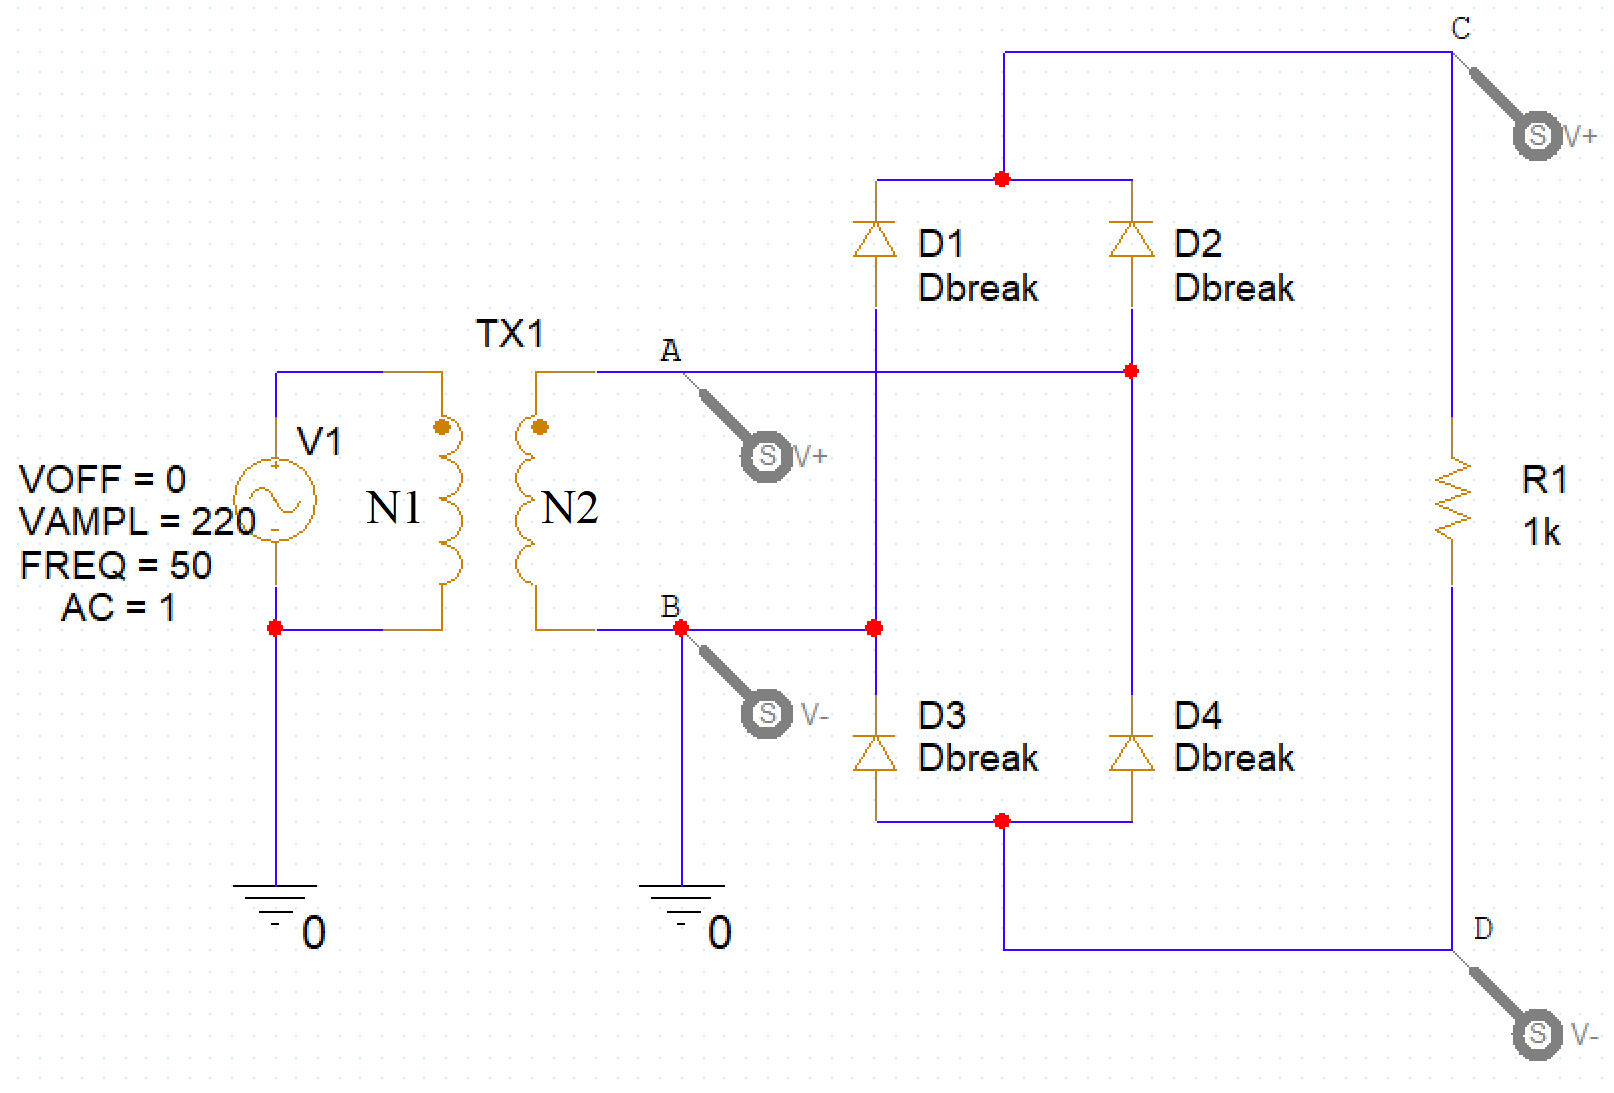 C
V+
D1
Dbreak
D2
Dbreak
TX1
A
V1
S
V+
VOFF = 0
VAMPL = 220
FREQ = 50
AC = 1
N1
N2
R1
1k
S
B
S
V-
D3
Dbreak
D4
Dbreak
0
0
D
S
V-